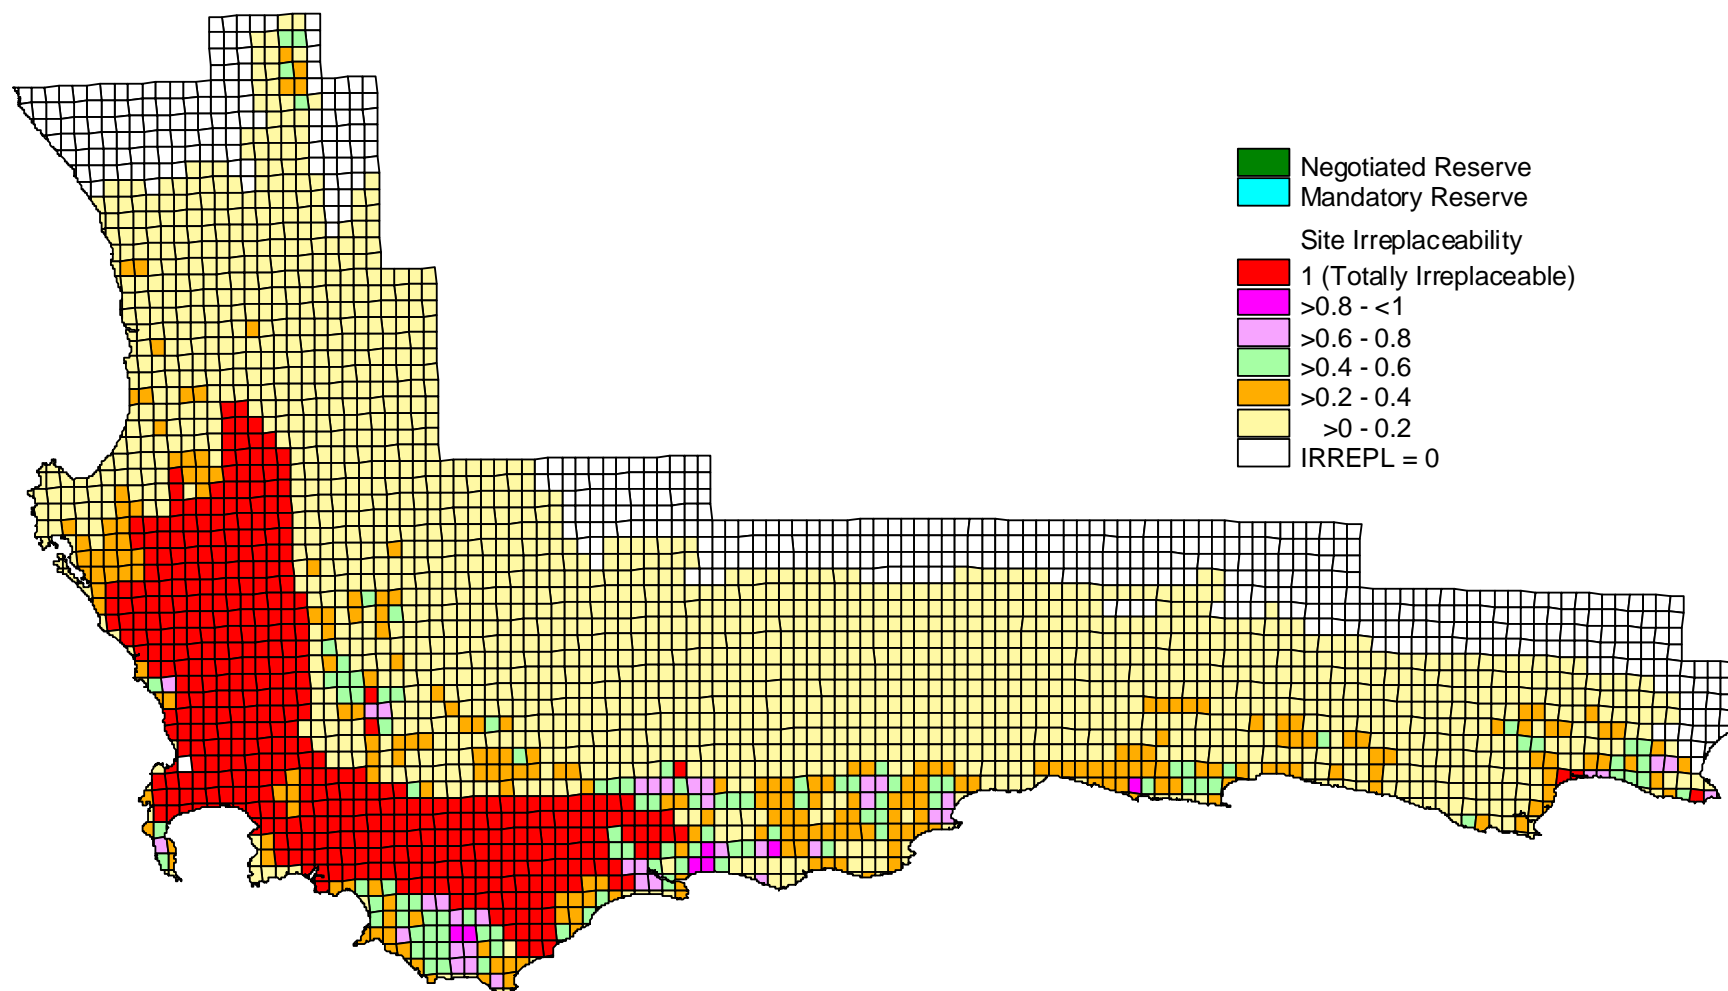 Negotiated Reserve
Mandatory Reserve
Site Irreplaceability
1 (Totally Irreplaceable)
>0.8 - <1
>0.6 - 0.8
>0.4 - 0.6
>0.2 - 0.4
>0 - 0.2
IRREPL = 0